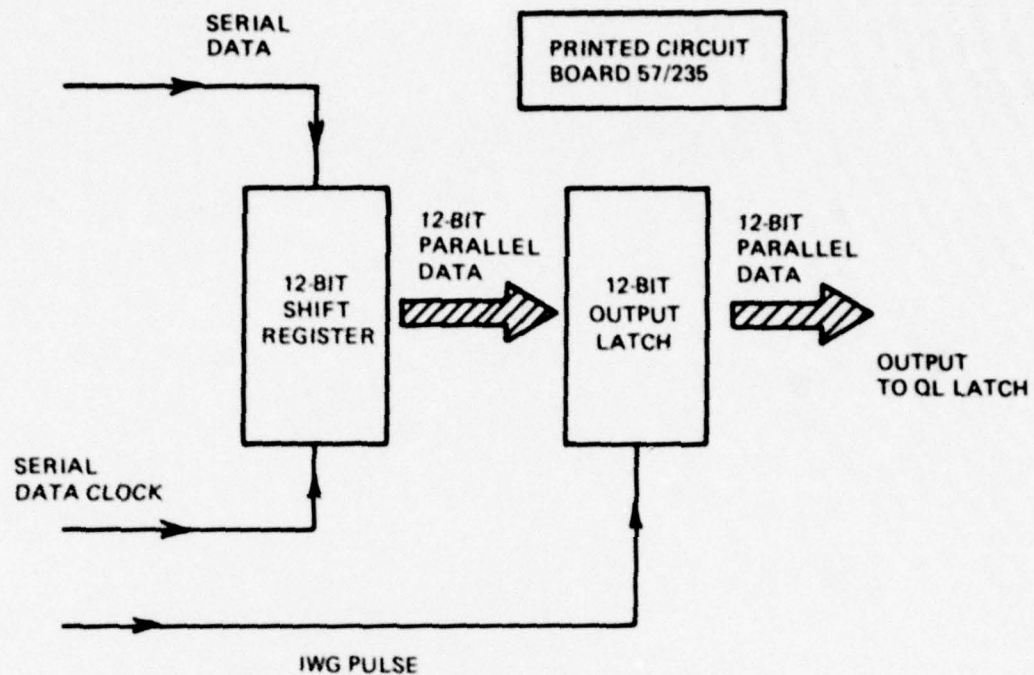 SERIAL
DATA
PRINTED CIRCUIT
BOARD 57/235
12-BIT
PARALLEL
DATA
12-BIT
PARALLEL
DATA
12-BIT
SHIFT
REGISTER
12-BIT
OUTPUT
LATCH
OUTPUT
TO QL LATCH
SERIAL
DATA CLOCK
IWG PULSE